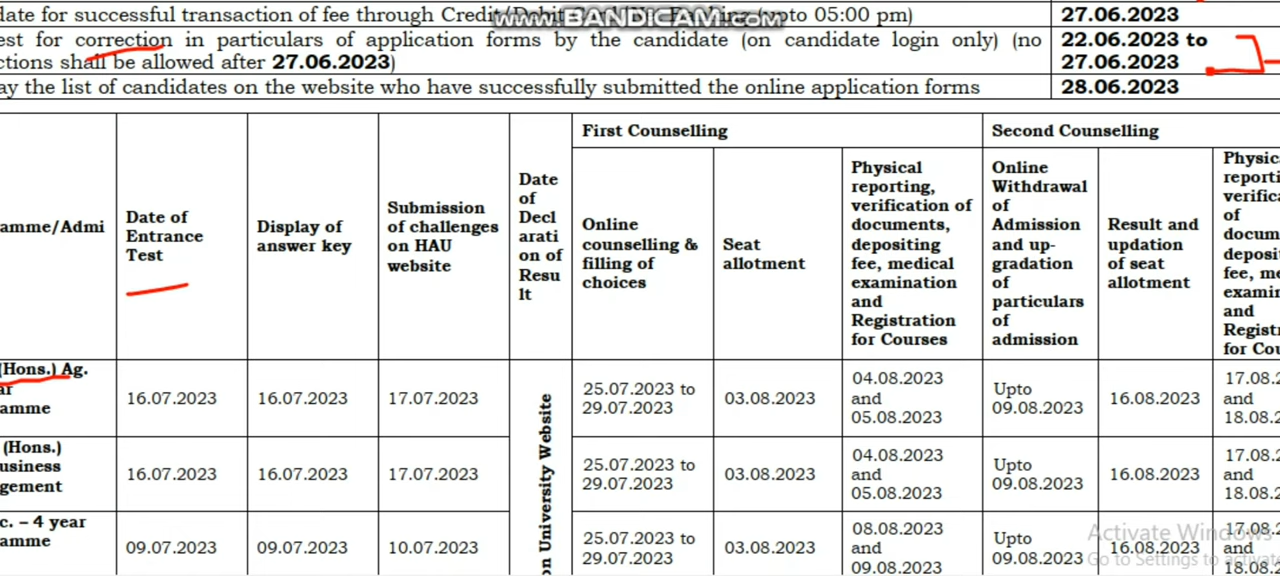 date for successful transaction of fee through Credit/Debit (upto 05:00 pm) 27.06.2023
www.BANDICAM.com
est for correction in particulars of application forms by the candidate (on candidate login only) (no
ctions shall be allowed after 27.06.2023)
22.06.2023 to
27.06.2023
ay the list of candidates on the website who have successfully submitted the online application forms 28.06.2023
amme/Admi
Date of
Entrance
Test
Display of
answer key
Submission
of challenges
on HAU
website
Date
of
Decl
arati
on of
Resu
lt
First Counselling
Online
counselling &
filling of
choices
Seat
allotment
Physical
reporting,
verification of
documents,
depositing
fee, medical
examination
and
Registration
for Courses
Second Counselling
Online
Withdrawal
of
Admission
and up-
gradation
of
particulars
of
admission
Result and
updation
of seat
allotment
Physic
reporti
verifica
of
docum
deposit
fee, me
examin
and
Registr
for Cou
(Hons.) Ag.
ar
amme
16.07.2023
16.07.2023
17.07.2023
on University Website
25.07.2023 to
29.07.2023
03.08.2023
04.08.2023
and
05.08.2023
Upto
09.08.2023
16.08.2023
17.08.2
and
18.08.2
(Hons.)
usiness
gement
16.07.2023
16.07.2023
17.07.2023
25.07.2023 to
29.07.2023
03.08.2023
04.08.2023
and
05.08.2023
Upto
09.08.2023
16.08.2023
17.08.2
and
18.08.2
c. – 4 year
amme
09.07.2023
09.07.2023
10.07.2023
25.07.2023 to
29.07.2023
03.08.2023
08.08.2023
and
09.08.2023
Upto
09.08.2023
16.08.2023
17.08.2
and
18.08.2
Activate Windows
Go to Settings to activate